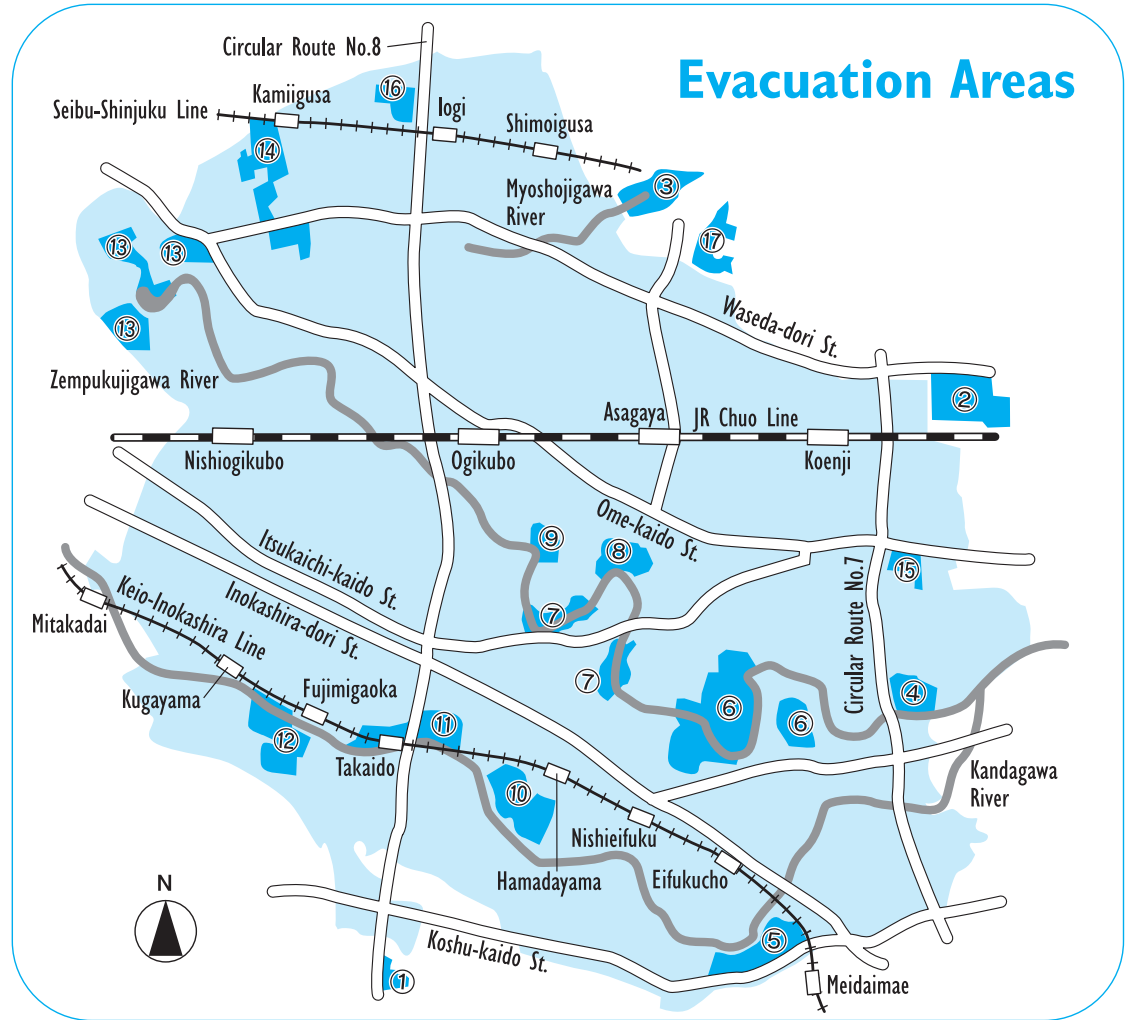 Evacuation Areas
Circular Route No.8
⑯
Kamiigusa
Seibu-Shinjuku Line
Iogi
Shimoigusa
⑭
Myoshojigawa
River
③
⑰
⑬
⑬
⑬
Waseda-dori St.
Zempukujigawa River
②
Asagaya
JR Chuo Line
Nishiogikubo
Ogikubo
Koenji
Ome-kaido St.
⑨
⑧
⑮
Itsukaichi-kaido St.
Inokashira-dori St.
Keio-Inokashira Line
Mitakadai
⑦
⑦
Circular Route No.7
Kugayama
Fujimigaoka
⑥
⑥
④
⑫
⑪
Takaido
⑩
Kandagawa
River
Nishieifuku
Hamadayama
Eifukucho
N
Koshu-kaido St.
⑤
①
Meidaimae